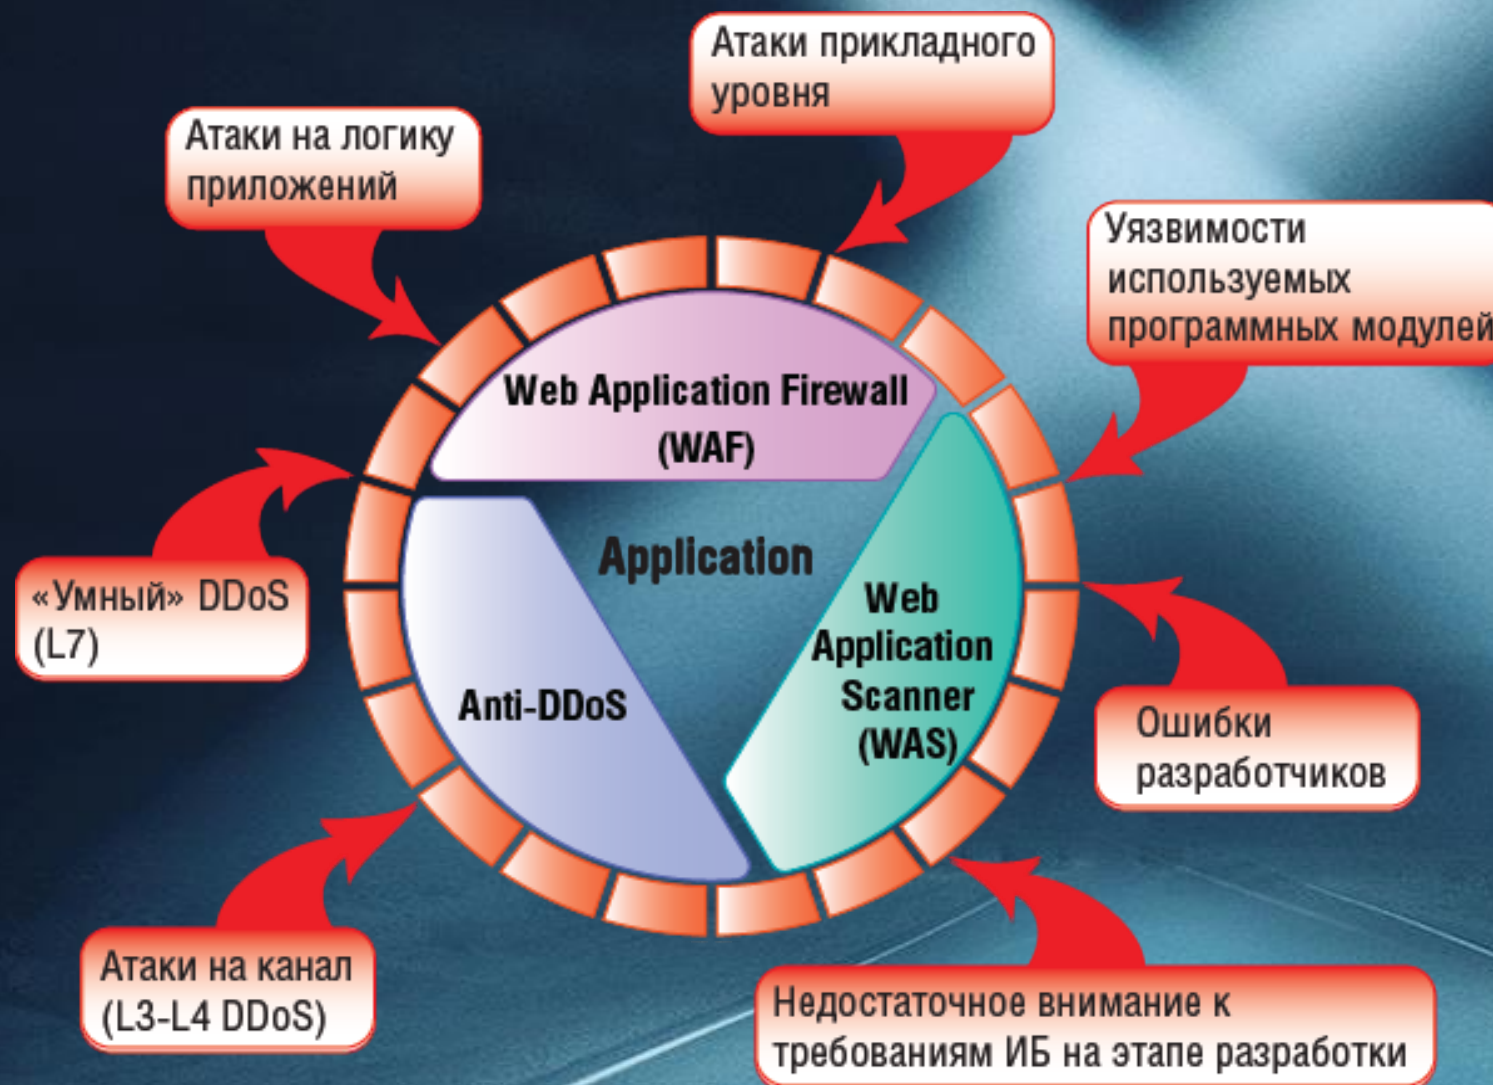 Атаки прикладного
уровня
Атаки на логику
приложений
Уязвимости
используемых
программных модулей
Web Application Firewall
(WAF)
Application
«Умный» DDoS
(L7)
Web
Application
Scanner
(WAS)
Anti-DDoS
Ошибки
разработчиков
Атаки на канал
(L3-L4 DDoS)
Недостаточное внимание к
требованиям ИБ на этапе разработки